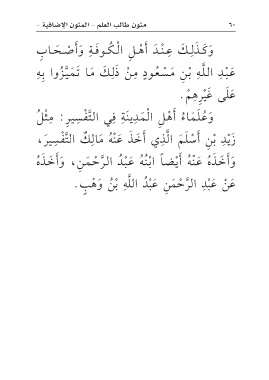 ٦٠ متون طالب العلم – المتون الإضافية –
وَكَذَلِكَ عِنْدَ أَهْلِ الْكُوفَةِ وَأَصْحَابِ
عَبْدِ اللَّهِ بْنِ مَسْعُودٍ مِنْ ذَلِكَ مَا تَمَيَّزُوا بِهِ
عَلَى غَيْرِهِمْ.
وَعُلَمَاءُ أَهْلِ الْمَدِينَةِ فِي التَّفْسِيرِ: مِثْلُ
زَيْدِ بْنِ أَسْلَمَ الَّذِي أَخَذَ عَنْهُ مَالِكٌ التَّفْسِيرَ،
وَأَخَذَهُ عَنْهُ أَيْضاً ابْنُهُ عَبْدُ الرَّحْمَنِ، وَأَخَذَهُ
عَنْ عَبْدِ الرَّحْمَنِ عَبْدُ اللَّهِ بْنُ وَهْبٍ.